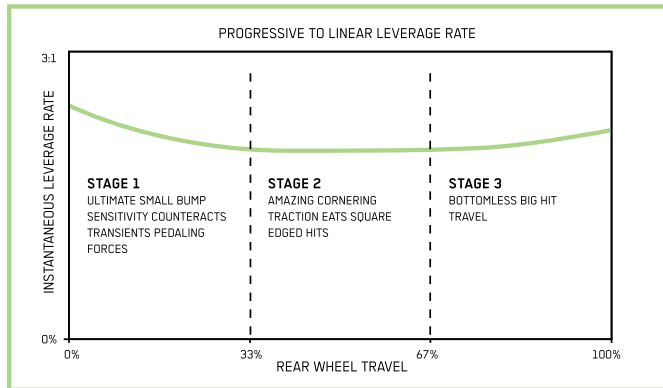 PROGRESSIVE TO LINEAR LEVERAGE RATE
3:1
INSTANTANEOUS LEVERAGE RATE
STAGE 1
ULTIMATE SMALL BUMP
SENSITIVITY COUNTERACTS
TRANSIENTS PEDALING
FORCES
STAGE 2
AMAZING CORNERING
TRACTION EATS SQUARE
EDGED HITS
STAGE 3
BOTTOMLESS BIG HIT
TRAVEL
0%
0%
33%
67%
100%
REAR WHEEL TRAVEL